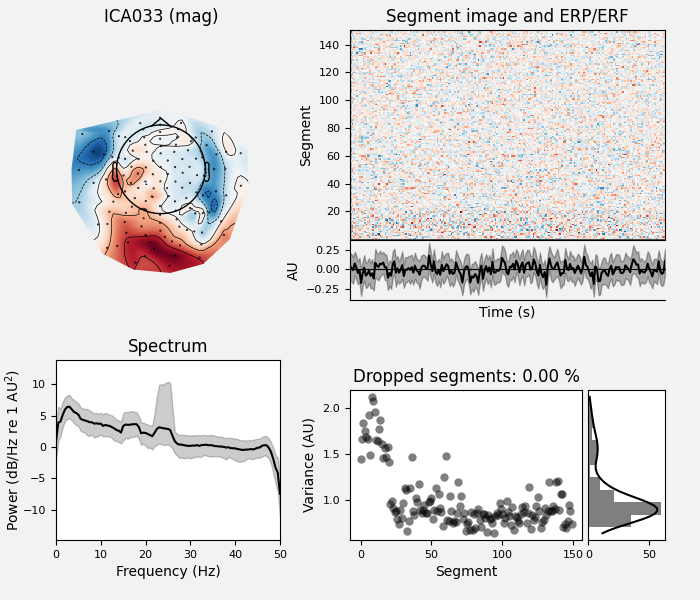 ICA033 (mag)
Segment image and ERP/ERF
Segment
140
120
100
80
60
40
20
AU
0.25
0.00
−0.25
Time (s)
Spectrum
Power (dB/Hz re 1 AU²)
10
5
0
−5
−10
0 10 20 30 40 50
Frequency (Hz)
Dropped segments: 0.00 %
Variance (AU)
2.0
1.5
1.0
0 50 100 150
Segment
0 50